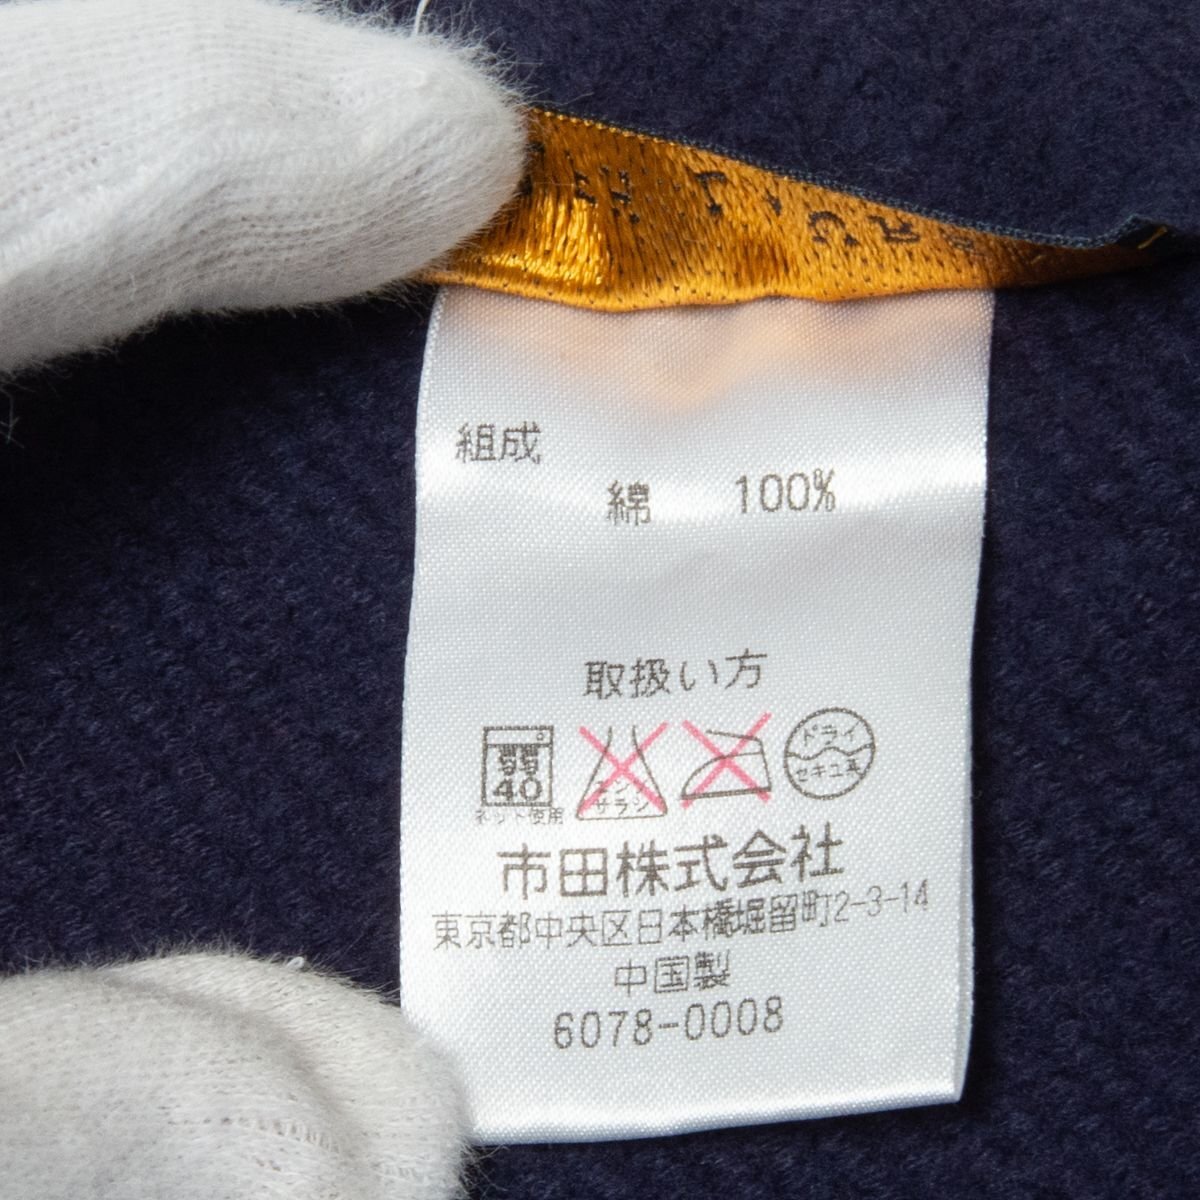 組成
綿 100%
取扱い方
弱
40
ネット使用
エンソ
サラシ
ドライ
セキユ系
市田株式会社
東京都中央区日本橋堀留町2-3-14
中国製
6078-0008